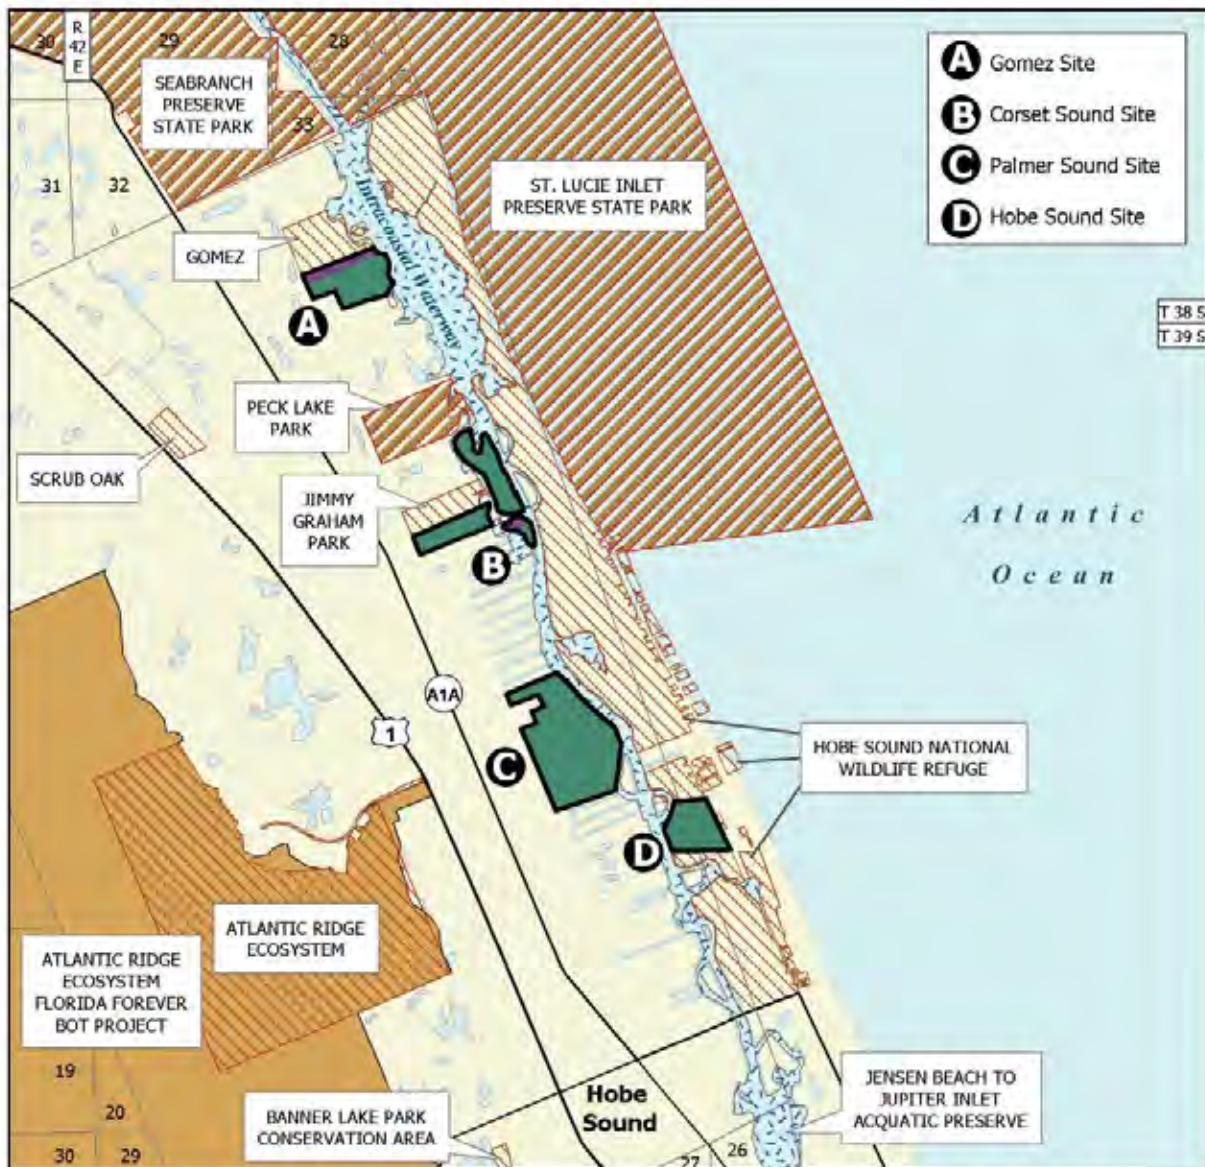 R
42
E
30
29
28
SEABRANCH
PRESERVE
STATE PARK
33
31
32
6
A Gomez Site
B Corset Sound Site
C Palmer Sound Site
D Hobe Sound Site
ST. LUCIE INLET
PRESERVE STATE PARK
Intracoastal Waterway
GOMEZ
A
T 38 S
T 39 S
PECK LAKE
PARK
SCRUB OAK
JIMMY
GRAHAM
PARK
B
Atlantic
Ocean
A1A
1
C
HOBE SOUND NATIONAL
WILDLIFE REFUGE
D
ATLANTIC RIDGE
ECOSYSTEM
ATLANTIC RIDGE
ECOSYSTEM
FLORIDA FOREVER
BOT PROJECT
19
20
30
29
BANNER LAKE PARK
CONSERVATION AREA
Hobe
Sound
27
26
JENSEN BEACH TO
JUPITER INLET
ACQUATIC PRESERVE